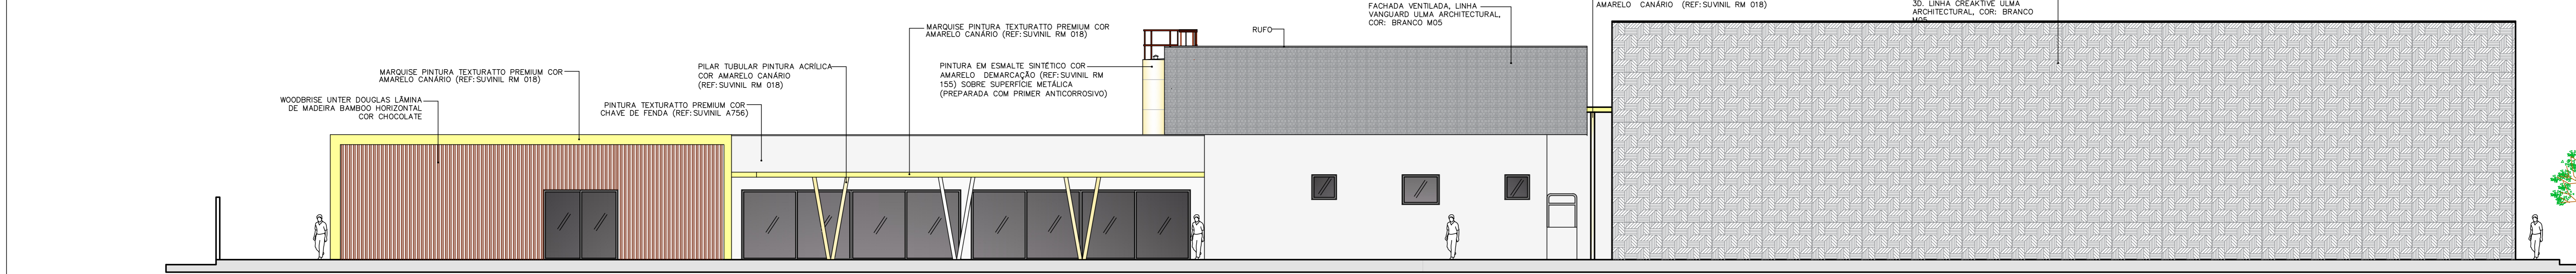 WOODBRISE UNTER DOUGLAS LÂMINA
DE MADEIRA BAMBOO HORIZONTAL
COR CHOCOLATE
MARQUISE PINTURA TEXTURATTO PREMIUM COR
AMARELO CANÁRIO (REF:SUVINIL RM 018)
PINTURA TEXTURATTO PREMIUM COR
CHAVE DE FENDA (REF:SUVINIL A756)
PILAR TUBULAR PINTURA ACRÍLICA
COR AMARELO CANÁRIO
(REF:SUVINIL RM 018)
MARQUISE PINTURA TEXTURATTO PREMIUM COR
AMARELO CANÁRIO (REF:SUVINIL RM 018)
PINTURA EM ESMALTE SINTÉTICO COR
AMARELO DEMARCAÇÃO (REF:SUVINIL RM
155) SOBRE SUPERFÍCIE METÁLICA
(PREPARADA COM PRIMER ANTICORROSIVO)
RUFO
FACHADA VENTILADA, LINHA
VANGUARD ULMA ARCHITECTURAL,
COR: BRANCO M05
AMARELO CANÁRIO (REF:SUVINIL RM 018)
3D. LINHA CREAKTIVE ULMA
ARCHITECTURAL, COR: BRANCO
M05